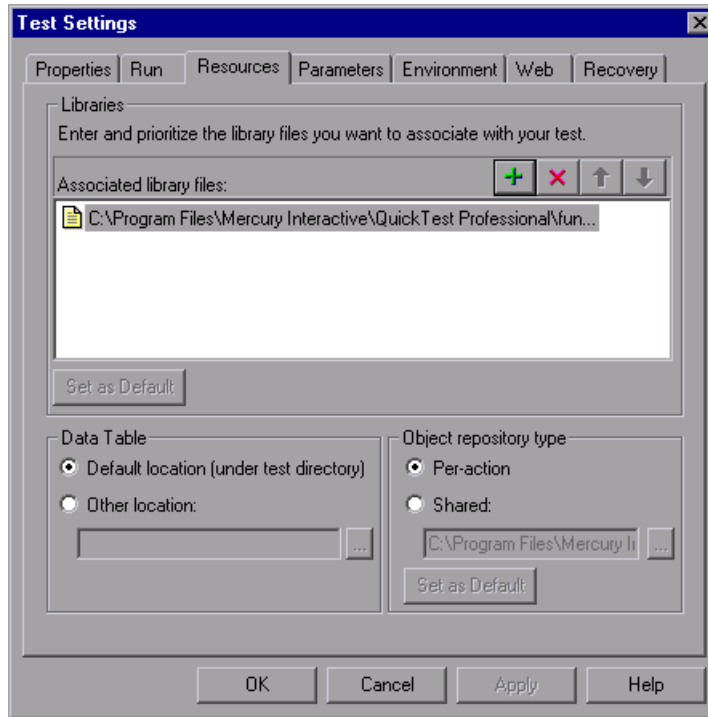 Test Settings
Properties Run Resources Parameters Environment Web Recovery
Libraries
Enter and prioritize the library files you want to associate with your test.
Associated library files:
C:\Program Files\Mercury Interactive\QuickTest Professional\fun...
Set as Default
Data Table
Default location (under test directory)
Other location:
...
Object repository type
Per-action
Shared:
C:\Program Files\Mercury I
...
Set as Default
OK Cancel Apply Help